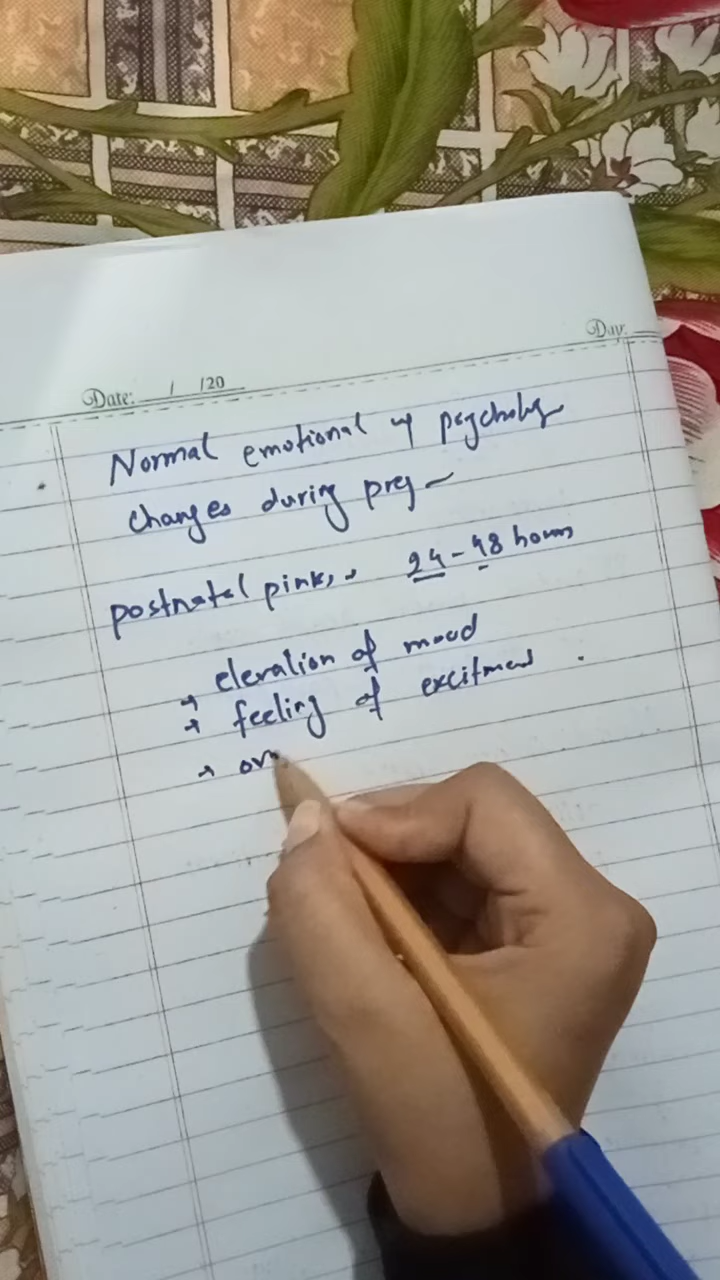 Day:
Date: / /20
Normal emotional & psycholog
changes during preg
postnatal pink, 24-48 hours
→ elevation of mood
→ feeling of excitment
→ ov